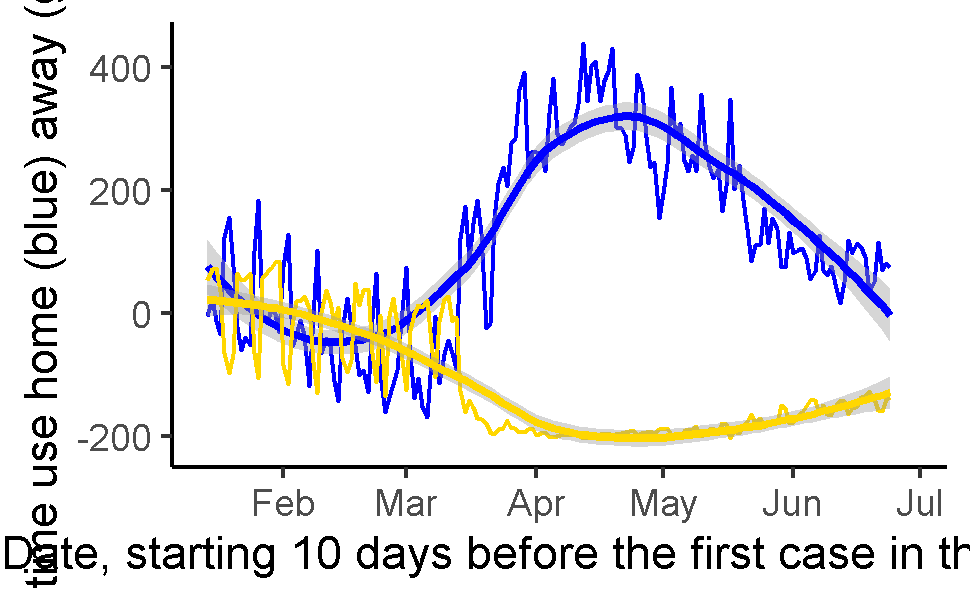 time use home (blue) away (
400
200
0
-200
Feb Mar Apr May Jun Jul
Date, starting 10 days before the first case in th